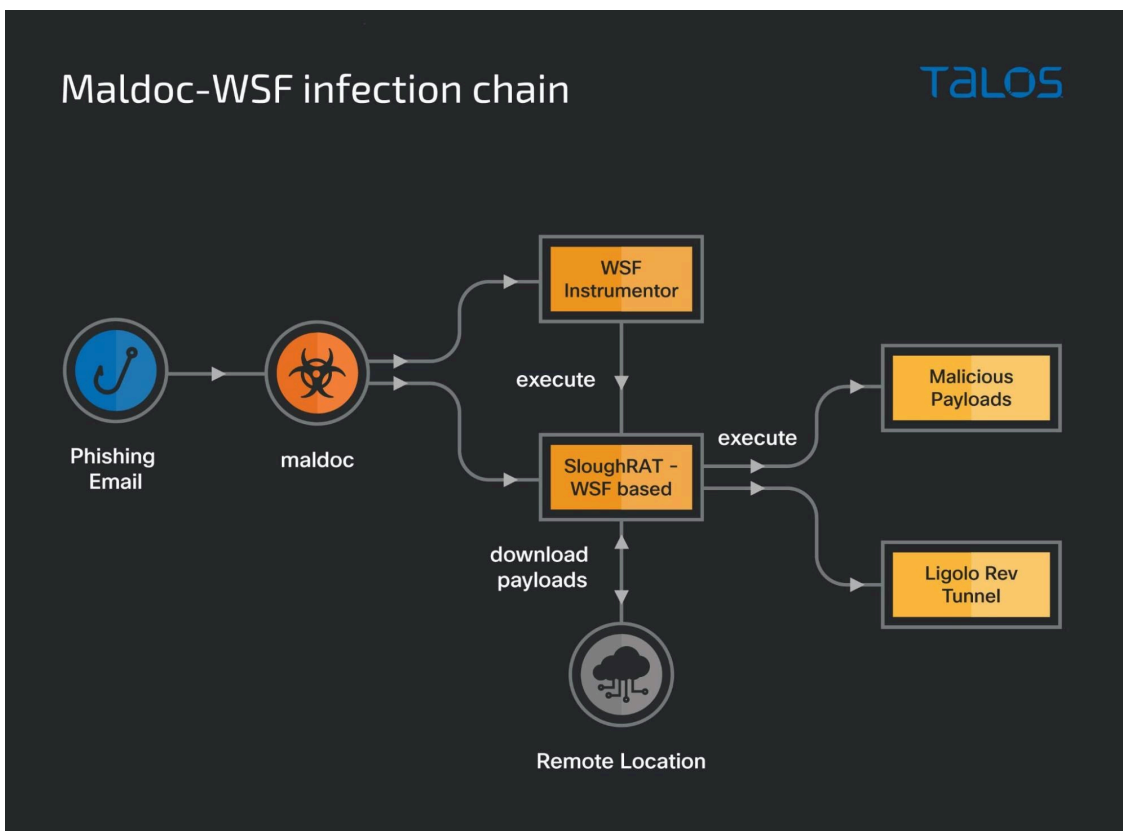 Maldoc-WSF infection chain
TALOS
WSF
Instrumentor
execute
Phishing
Email
maldoc
SloughRAT -
WSF based
execute
Malicious
Payloads
download
payloads
Ligolo Rev
Tunnel
Remote Location